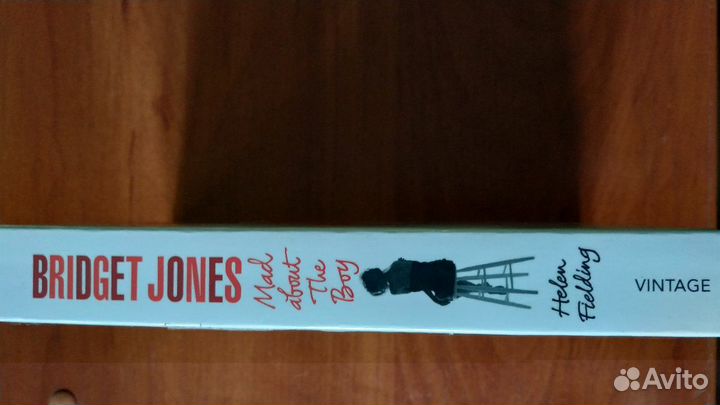 BRIDGET JONES
Mad
about
The
Boy
Helen
Fielding
VINTAGE
Avito